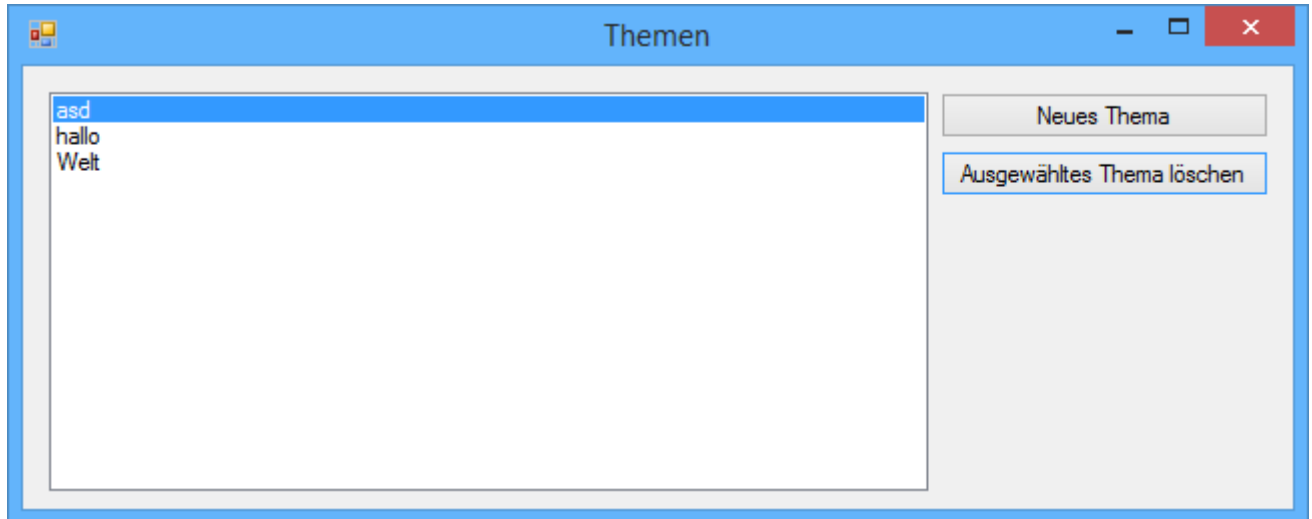 Themen
asd
hallo
Welt
Neues Thema
Ausgewähltes Thema löschen